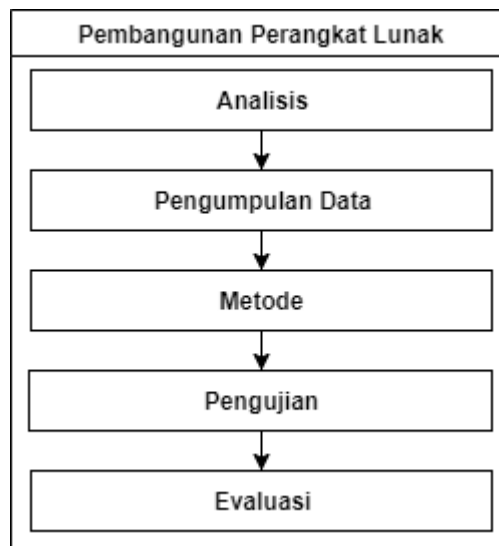 Pembangunan Perangkat Lunak
Analisis
Pengumpulan Data
Metode
Pengujian
Evaluasi